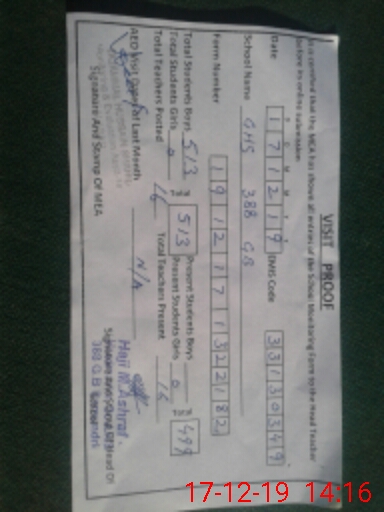 VISIT PROOF
It is certified that the MEA has shown all entries of the School Monitoring Form to the Head Teacher
before its online submission
D D M M Y Y
Date 1 7 1 2 1 9 EMIS Code 3 3 1 3 0 3 4 9
School Name GHS 388 GB
Form Number 1 9 1 2 1 7 1 3 2 2 1 8 2
Total Students Boys 513 513 Present Students Boys 499
Total Students Girls 0 Present Students Girls 0
Total Teachers Posted 16 Total Teachers Present 16
AEO Visit Date of Last Month N/A
Signature And Stamp Of MEA
Haji M. Ashraf
Signature And Stamp Of Head Of
388 G.B
17-12-19 14:16